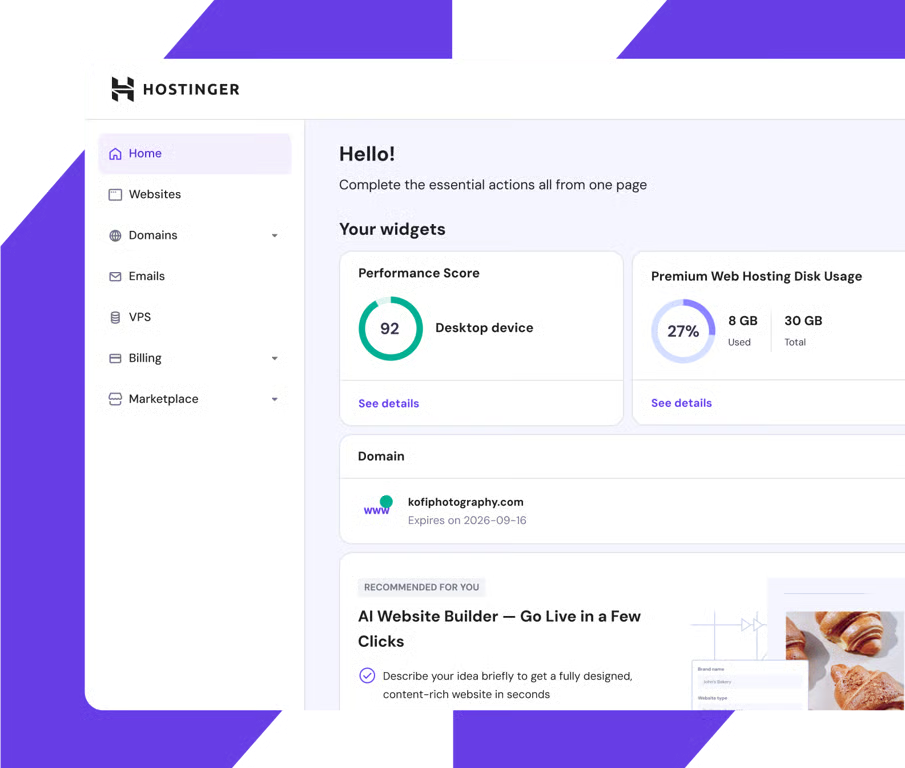 HOSTINGER
Home
Websites
Domains
Emails
VPS
Billing
Marketplace
Hello!
Complete the essential actions all from one page
Your widgets
Performance Score
92
Desktop device
See details
Premium Web Hosting Disk Usage
27%
8 GB
Used
30 GB
Total
See details
Domain
www
kofiphotography.com
Expires on 2026-09-16
RECOMMENDED FOR YOU
AI Website Builder — Go Live in a Few
Clicks
Describe your idea briefly to get a fully designed,
content-rich website in seconds
Brand name
John's Bakery
Website type